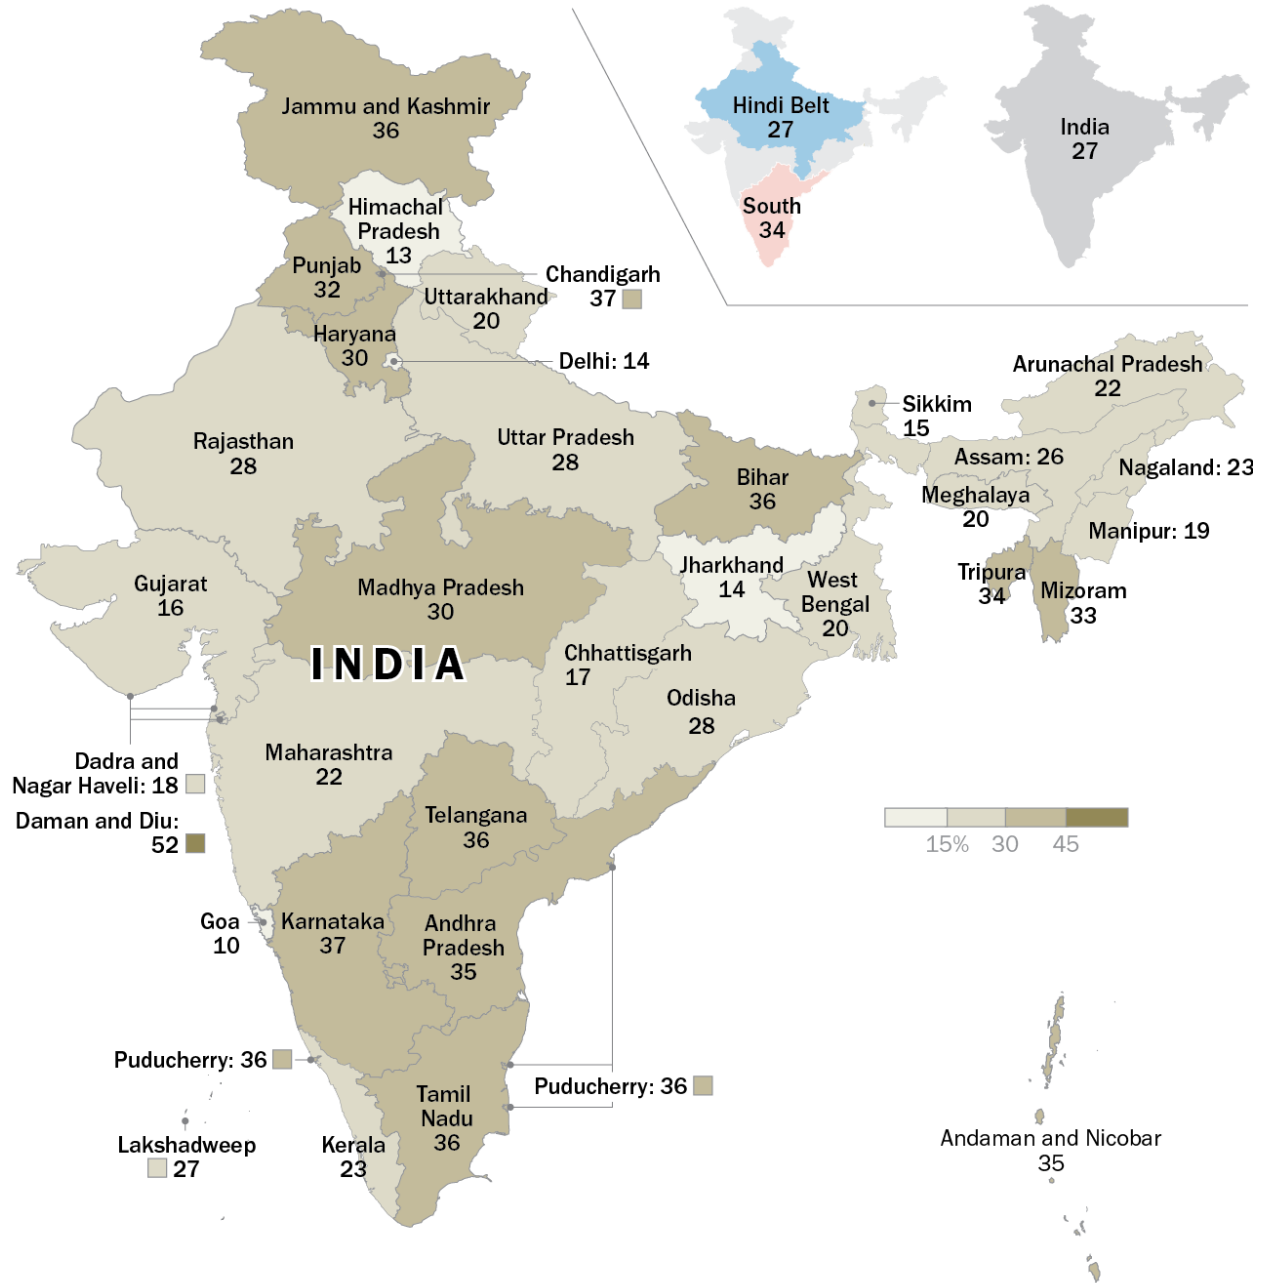 Jammu and Kashmir
36
Himachal
Pradesh
13
Punjab
32
Chandigarh
37
Uttarakhand
20
Haryana
30
Delhi: 14
Hindi Belt
27
South
34
India
27
Rajasthan
28
Uttar Pradesh
28
Bihar
36
Sikkim
15
Arunachal Pradesh
22
Assam: 26
Nagaland: 23
Meghalaya
20
Manipur: 19
Tripura
34
Mizoram
33
Gujarat
16
Madhya Pradesh
30
Jharkhand
14
West
Bengal
20
INDIA
Chhattisgarh
17
Odisha
28
Dadra and
Nagar Haveli: 18
Daman and Diu:
52
Maharashtra
22
Telangana
36
15% 30 45
Goa
10
Karnataka
37
Andhra
Pradesh
35
Puducherry: 36
Puducherry: 36
Tamil
Nadu
36
Lakshadweep
27
Kerala
23
Andaman and Nicobar
35